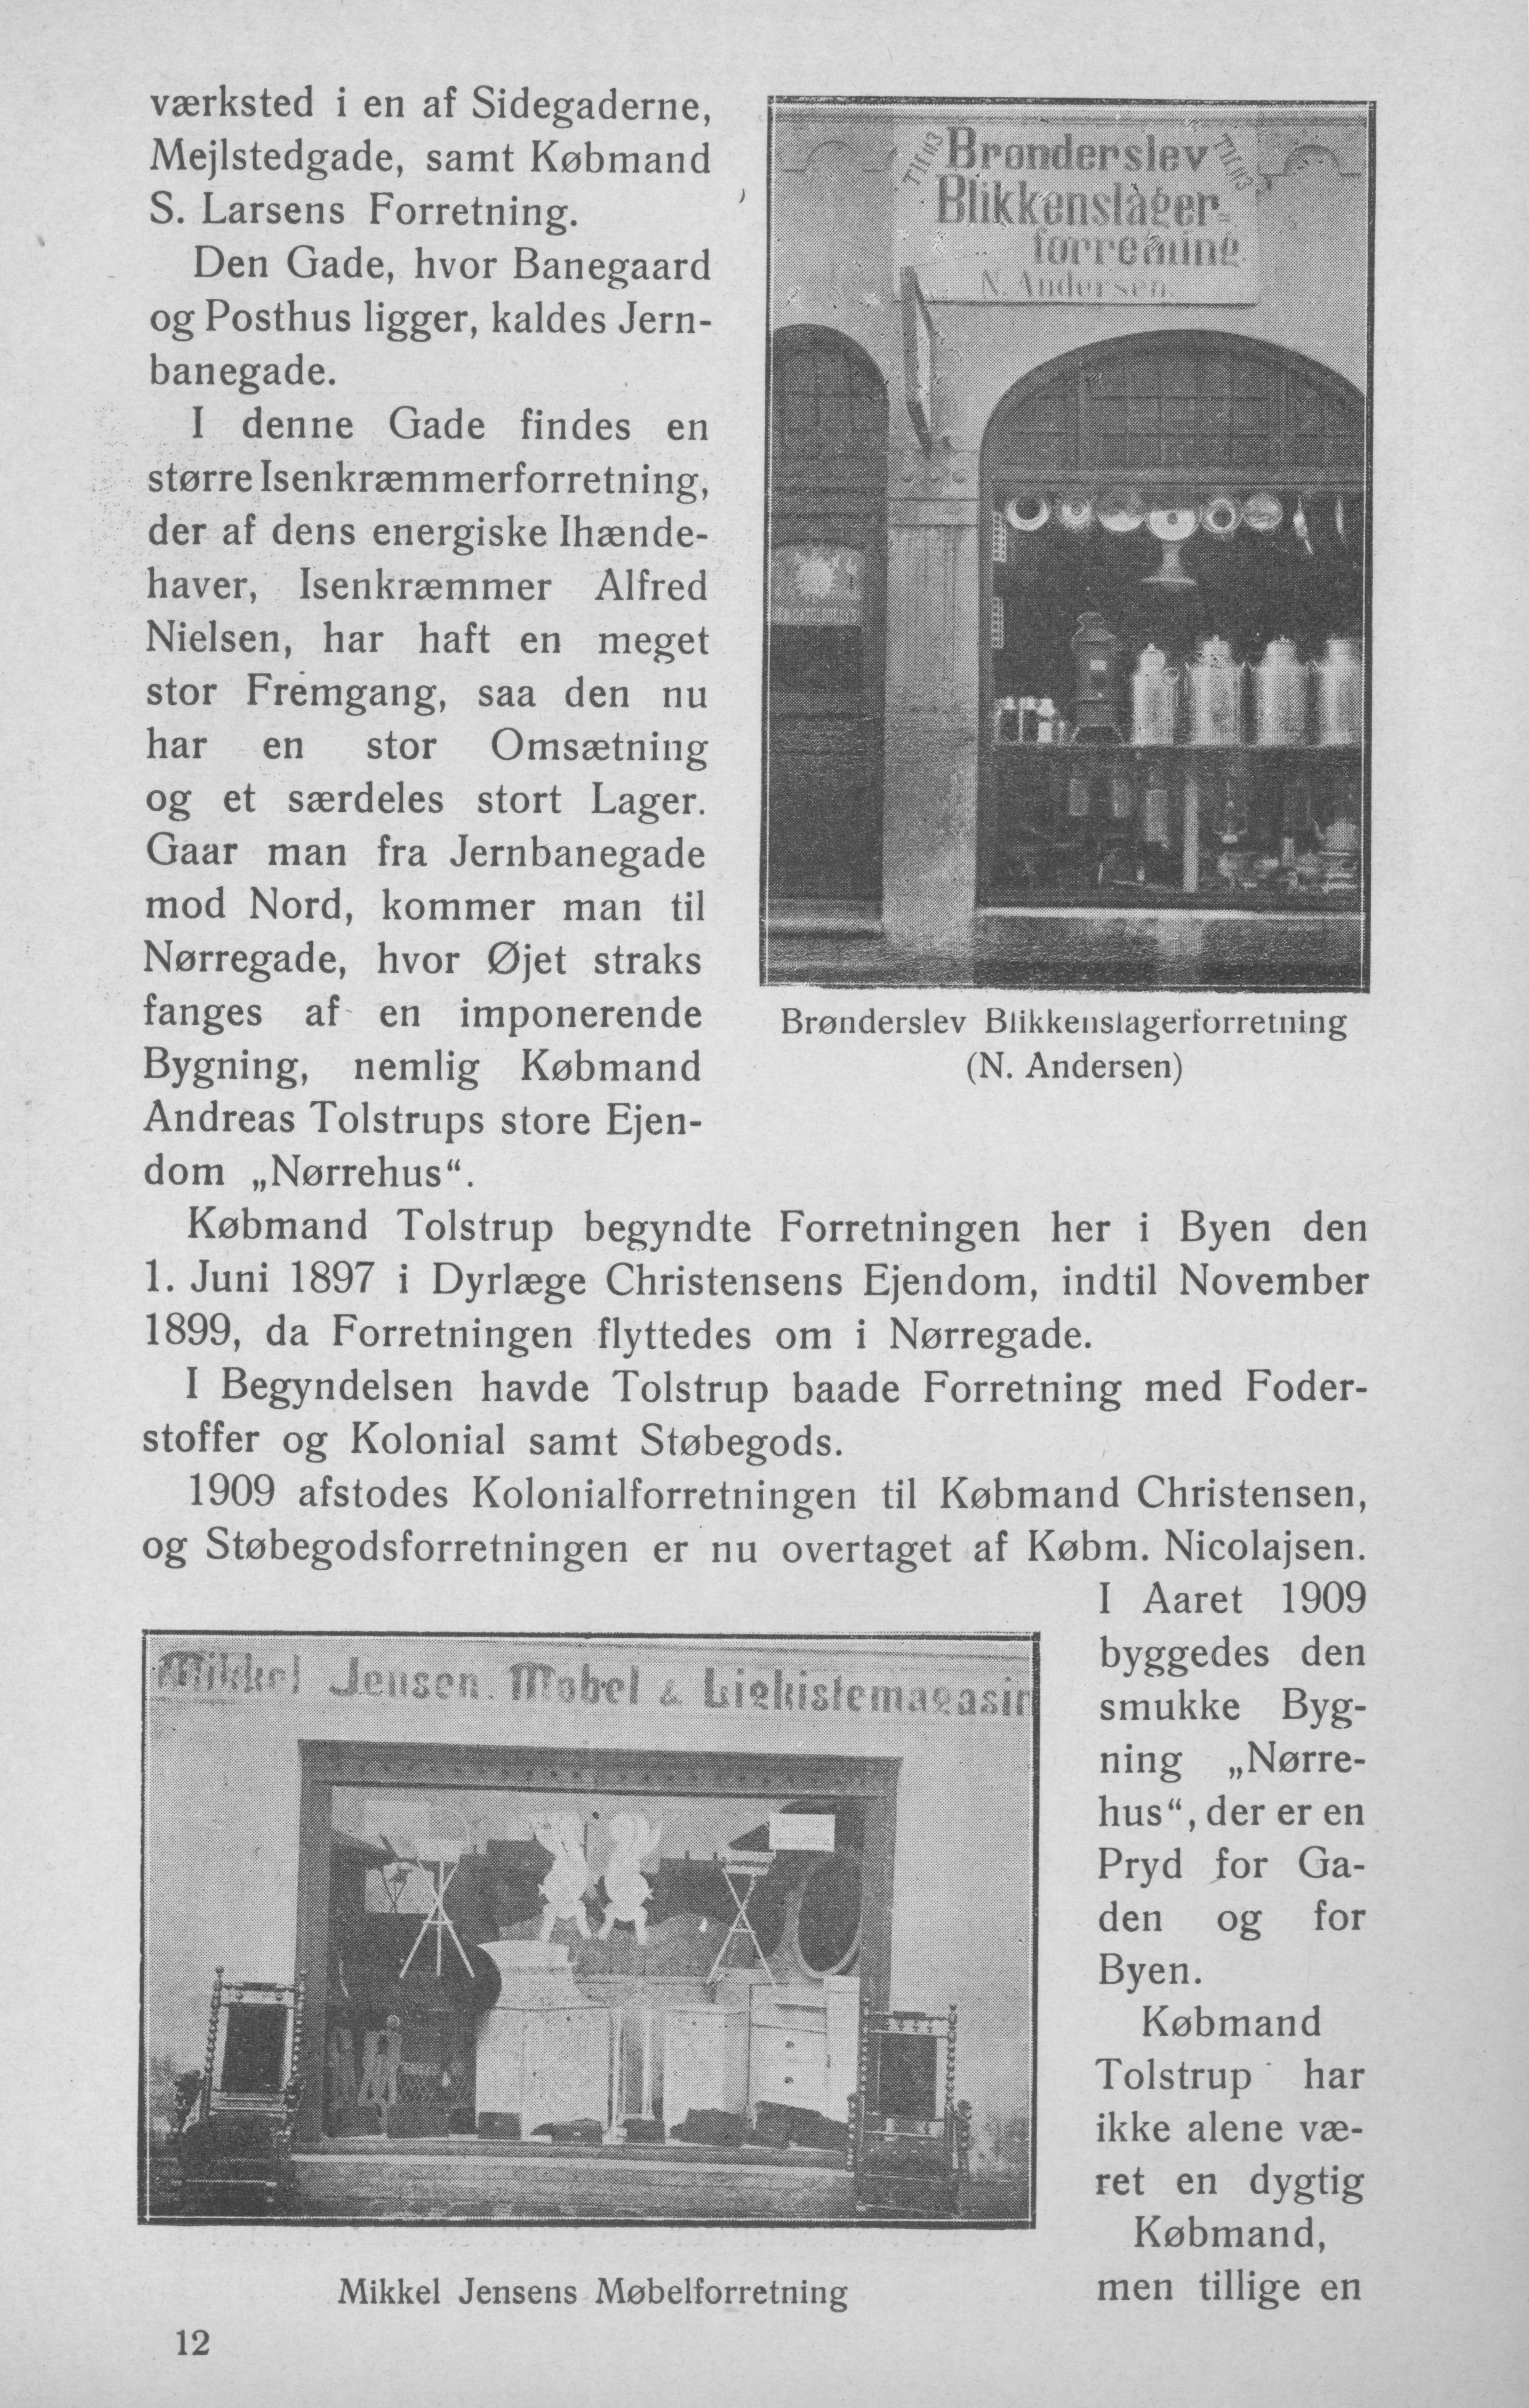 værksted i en af Sidegaderne,
Mejlstedgade, samt Købmand
S. Larsens Forretning.
Den Gade, hvor Banegaard
og Posthus ligger, kaldes Jern-
banegade.
I denne Gade findes en
større Isenkræmmerforretning,
der af dens energiske Ihænde-
haver, Isenkræmmer Alfred
Nielsen, har haft en meget
stor Fremgang, saa den nu
har en stor Omsætning
og et særdeles stort Lager.
Gaar man fra Jernbanegade
mod Nord, kommer man til
Nørregade, hvor Øjet straks
fanges af en imponerende
Bygning, nemlig Købmand
Andreas Tolstrups store Ejen-
dom „Nørrehus“.
Tlf.113 Brønderslev Tlf.113
Blikkenslager-
forretning.
N. Andersen.
Brønderslev Blikkenslagerforretning
(N. Andersen)
Købmand Tolstrup begyndte Forretningen her i Byen den
1. Juni 1897 i Dyrlæge Christensens Ejendom, indtil November
1899, da Forretningen flyttedes om i Nørregade.
I Begyndelsen havde Tolstrup baade Forretning med Foder-
stoffer og Kolonial samt Støbegods.
1909 afstodes Kolonialforretningen til Købmand Christensen,
og Støbegodsforretningen er nu overtaget af Købm. Nicolajsen.
I Aaret 1909
byggedes den
smukke Byg-
ning „Nørre-
hus“, der er en
Pryd for Ga-
den og for
Byen.
Købmand
Tolstrup har
ikke alene væ-
ret en dygtig
Købmand,
men tillige en
Mikkel Jensen. Møbel & Ligkistemagasin
Mikkel Jensens Møbelforretning
12